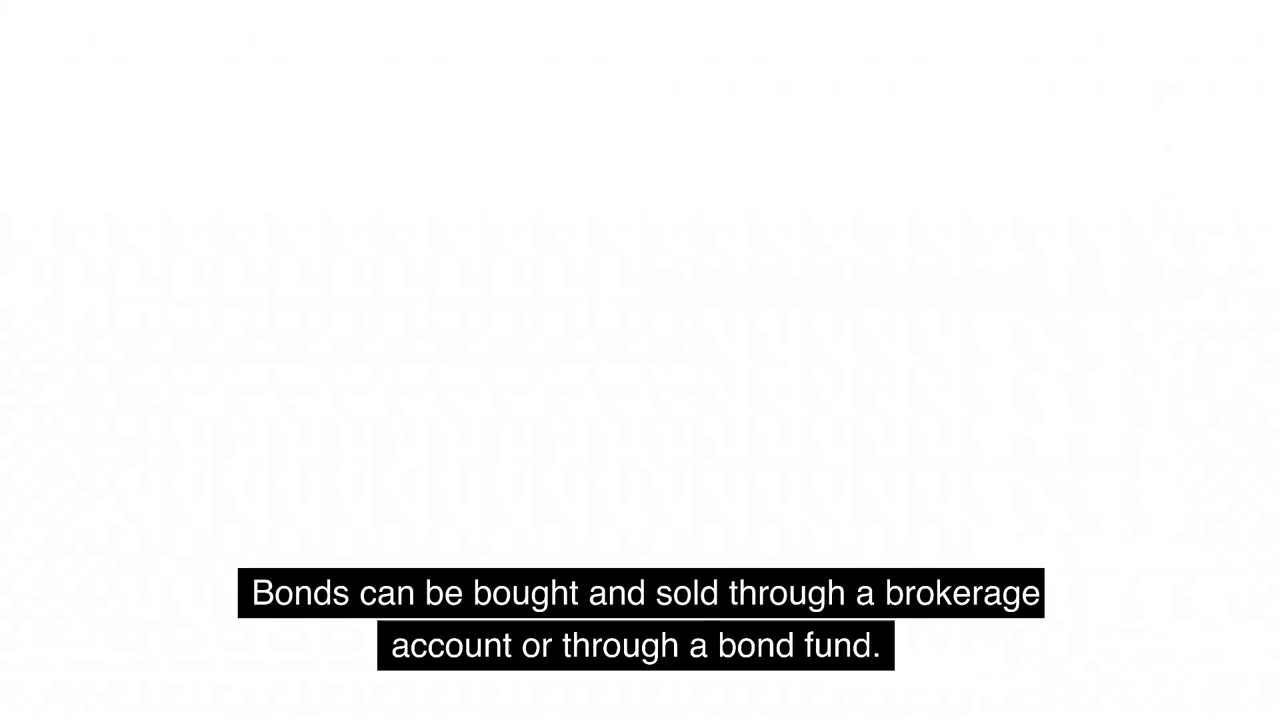 Bonds can be bought and sold through a brokerage
account or through a bond fund.